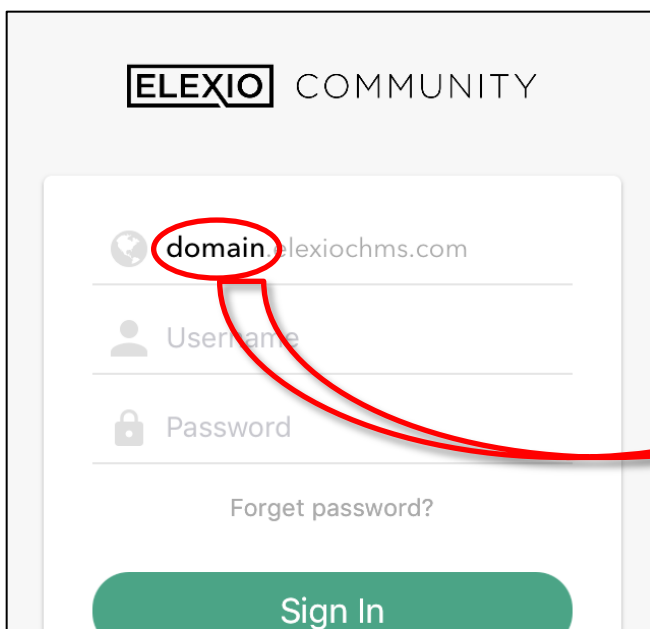 ELEXIO COMMUNITY
domain.elexiochms.com
Username
Password
Forget password?
Sign In